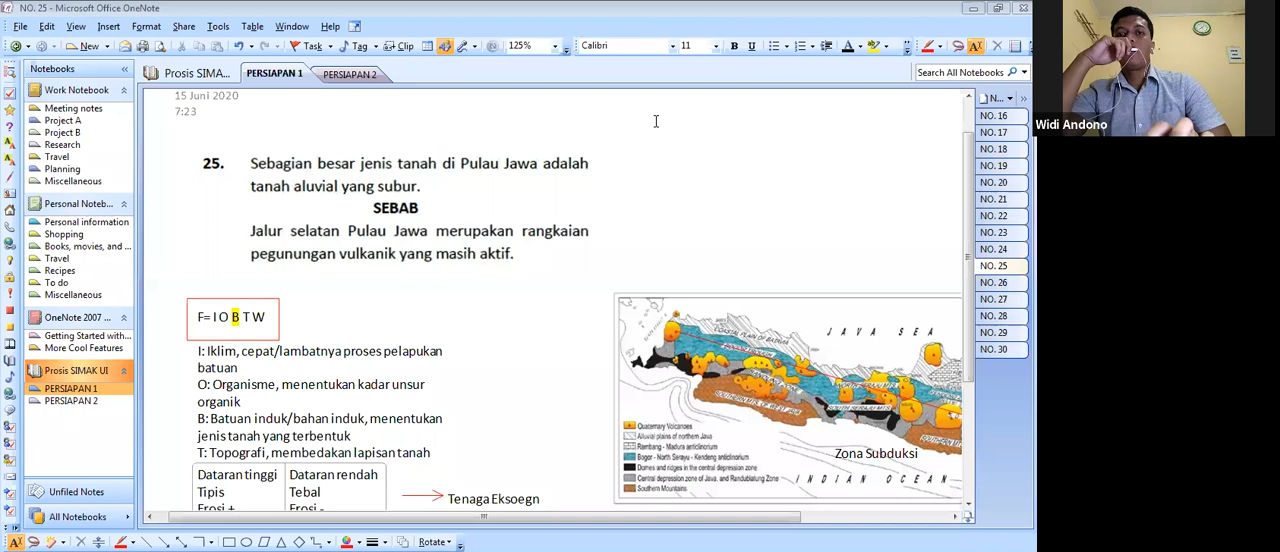 NO. 25 - Microsoft Office OneNote
File Edit View Insert Format Share Tools Table Window Help
New Task Tag Clip 125% Calibri 11 B U A
Notebooks «
Prosis SIMA... PERSIAPAN 1 PERSIAPAN 2 Search All Notebooks
Work Notebook
Meeting notes
Project A
Project B
Research
Travel
Planning
Miscellaneous
Personal Noteb...
Personal information
Shopping
Books, movies, and ...
Travel
Recipes
To do
Miscellaneous
OneNote 2007 ...
Getting Started with...
More Cool Features
Prosis SIMAK UI
PERSIAPAN 1
PERSIAPAN 2
Unfiled Notes
All Notebooks
15 Juni 2020
7:23
25. Sebagian besar jenis tanah di Pulau Jawa adalah
tanah aluvial yang subur.
SEBAB
Jalur selatan Pulau Jawa merupakan rangkaian
pegunungan vulkanik yang masih aktif.
F= I O B T W
I: Iklim, cepat/lambatnya proses pelapukan
batuan
O: Organisme, menentukan kadar unsur
organik
B: Batuan induk/bahan induk, menentukan
jenis tanah yang terbentuk
T: Topografi, membedakan lapisan tanah
Dataran tinggi Dataran rendah
Tipis Tebal
Erosi + Erosi -
Tenaga Eksoegn
JAVA SEA
COASTAL PLAIN OF BATAVIA
Quaternary Volcanoes
Alluvial plains of northern Java
Rembang - Madura anticlinorium
Bogor - North Serayu - Kendeng anticlinorium
Domes and ridges in the central depression zone
Central depression zone of Java, and Randublatung Zone
Southern Mountains
Zona Subduksi
INDIAN OCEAN
N... »
NO. 16
NO. 17
NO. 18
NO. 19
NO. 20
NO. 21
NO. 22
NO. 23
NO. 24
NO. 25
NO. 26
NO. 27
NO. 28
NO. 29
NO. 30
Rotate
Widi Andono